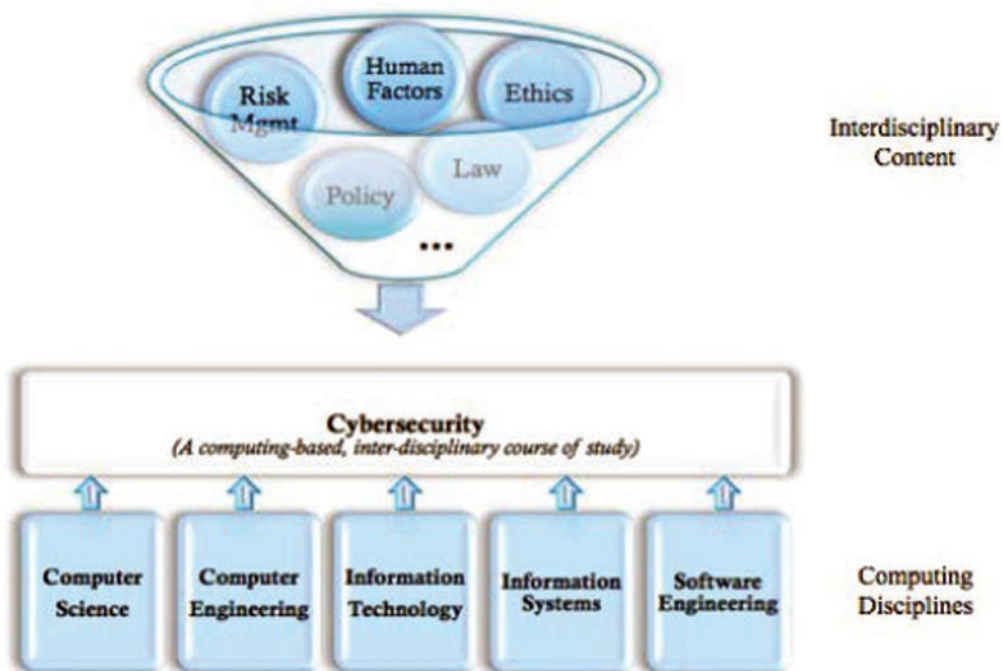 Risk
Mgmt
Human
Factors
Ethics
Policy
Law
...
Interdisciplinary
Content
Cybersecurity
(A computing-based, inter-disciplinary course of study)
Computer
Science
Computer
Engineering
Information
Technology
Information
Systems
Software
Engineering
Computing
Disciplines